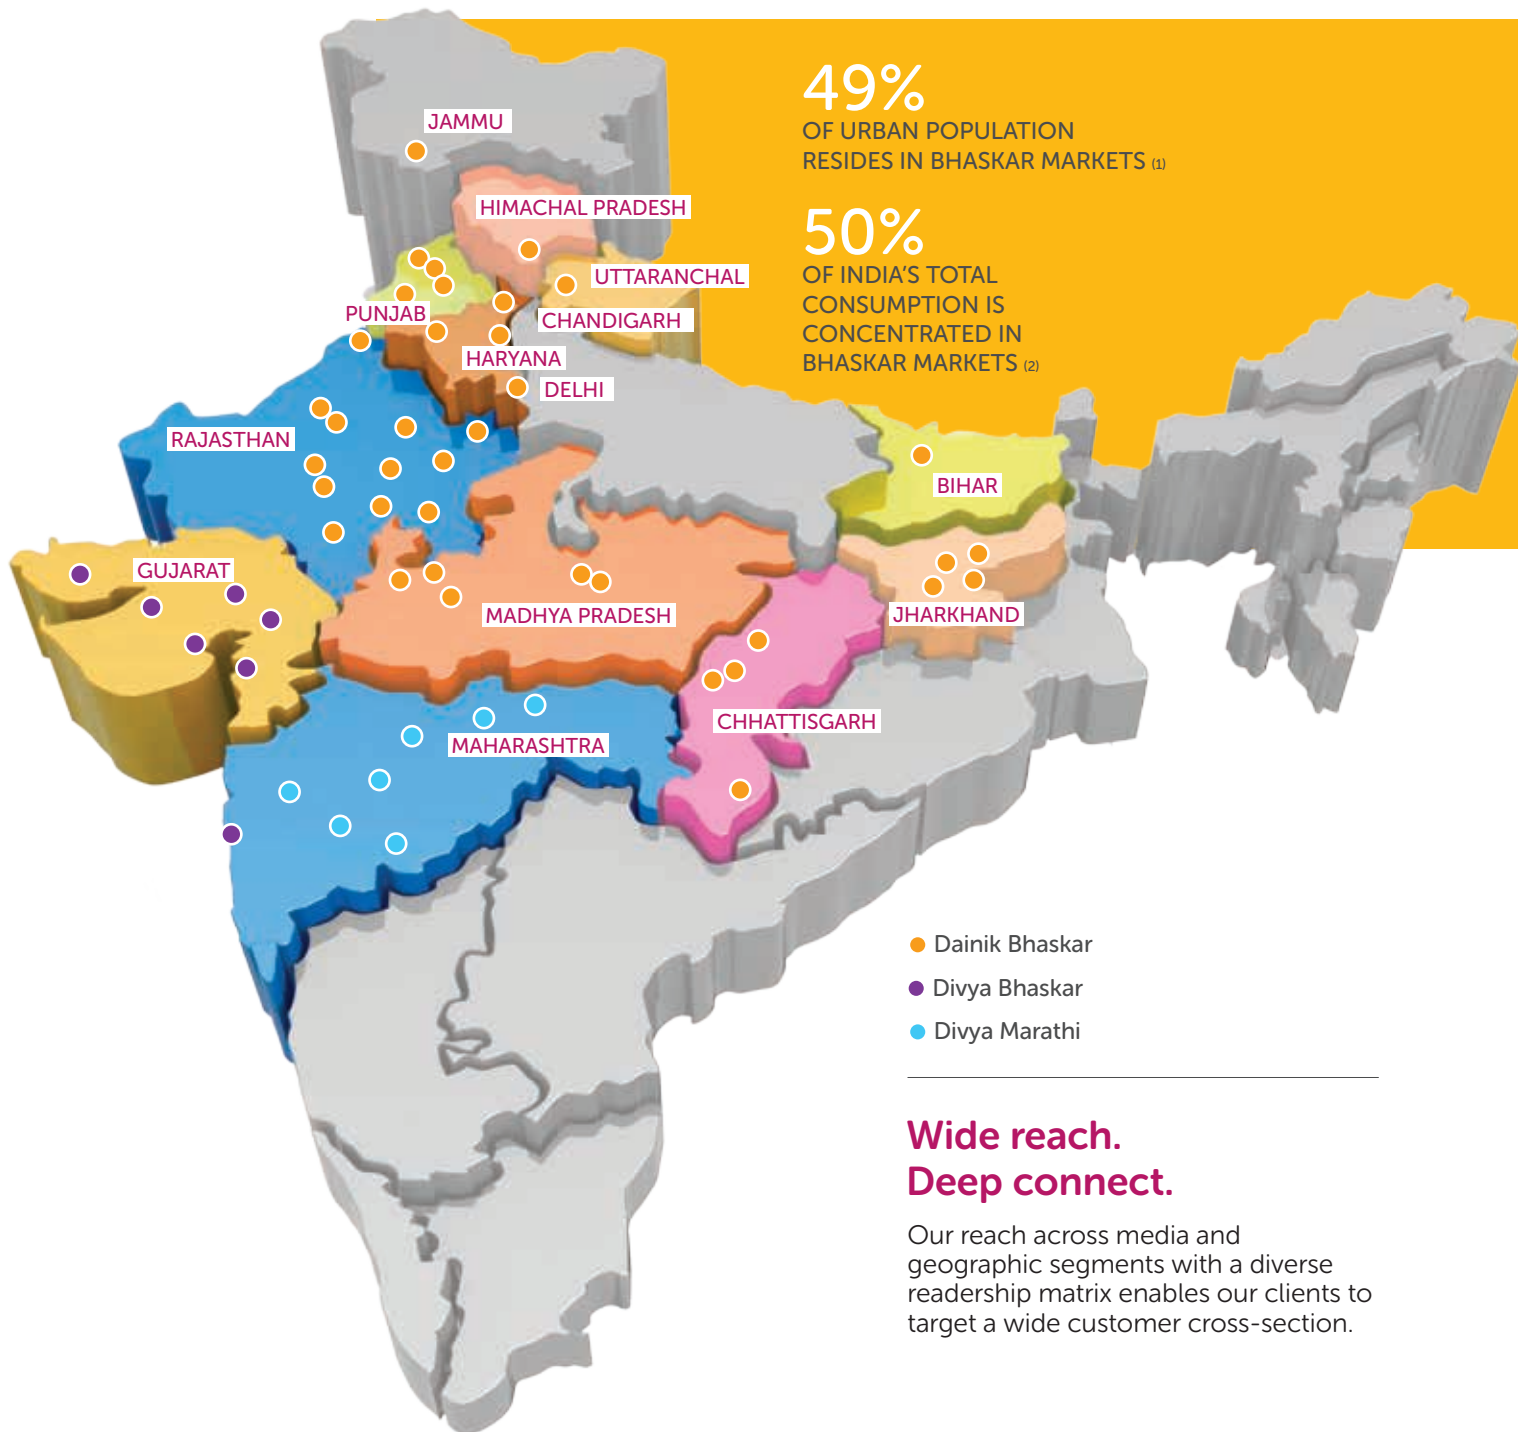 49%
OF URBAN POPULATION
RESIDES IN BHASKAR MARKETS (1)
50%
OF INDIA'S TOTAL
CONSUMPTION IS
CONCENTRATED IN
BHASKAR MARKETS (2)
JAMMU
HIMACHAL PRADESH
UTTARANCHAL
PUNJAB
CHANDIGARH
HARYANA
DELHI
RAJASTHAN
BIHAR
GUJARAT
MADHYA PRADESH
JHARKHAND
CHHATTISGARH
MAHARASHTRA
Dainik Bhaskar
Divya Bhaskar
Divya Marathi
Wide reach.
Deep connect.
Our reach across media and
geographic segments with a diverse
readership matrix enables our clients to
target a wide customer cross-section.